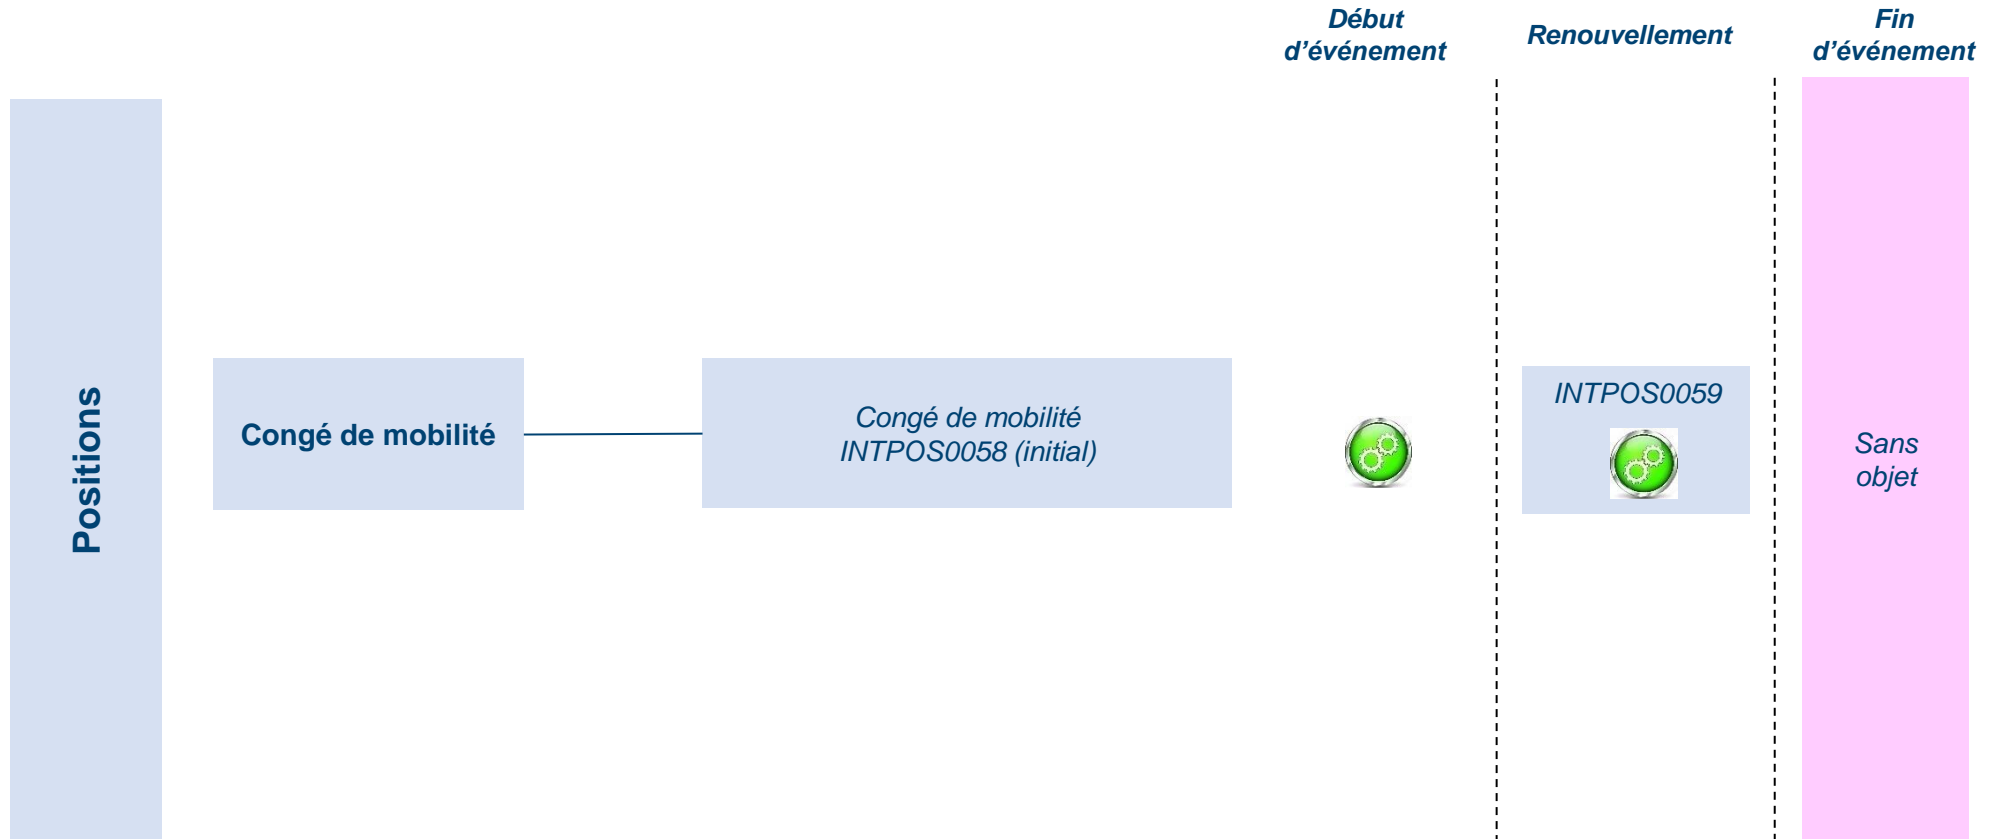 Début
d’événement
Renouvellement
Fin
d’événement
Positions
Congé de mobilité
Congé de mobilité
INTPOS0058 (initial)
INTPOS0059
Sans
objet